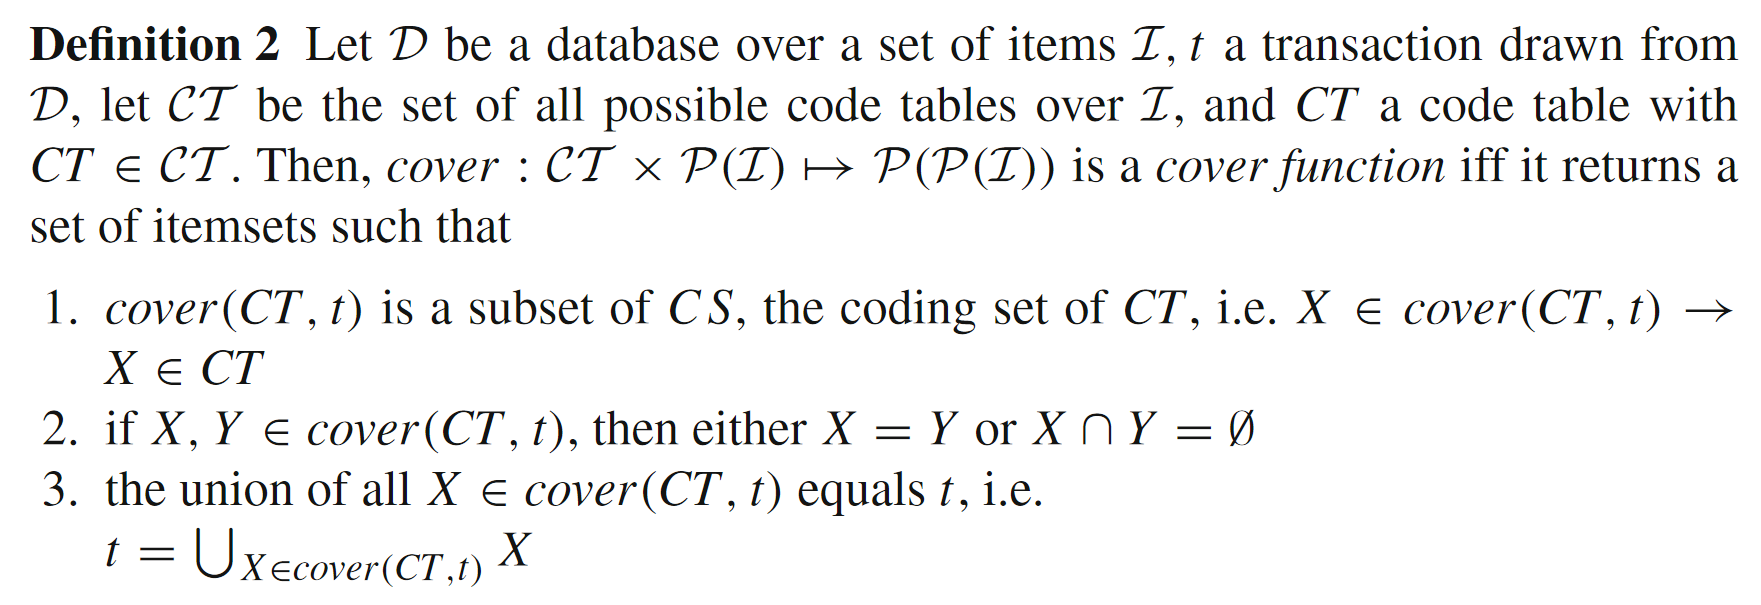 Definition 2 Let 𝒟 be a database over a set of items ℐ, t a transaction drawn from
𝒟, let 𝒞𝒯 be the set of all possible code tables over ℐ, and CT a code table with
CT ∈ 𝒞𝒯. Then, cover : 𝒞𝒯 × 𝒫(ℐ) ↦ 𝒫(𝒫(ℐ)) is a cover function iff it returns a
set of itemsets such that
1. cover(CT, t) is a subset of CS, the coding set of CT, i.e. X ∈ cover(CT, t) →
X ∈ CT
2. if X, Y ∈ cover(CT, t), then either X = Y or X ∩ Y = ∅
3. the union of all X ∈ cover(CT, t) equals t, i.e.
t = ⋃_{X∈cover(CT,t)} X